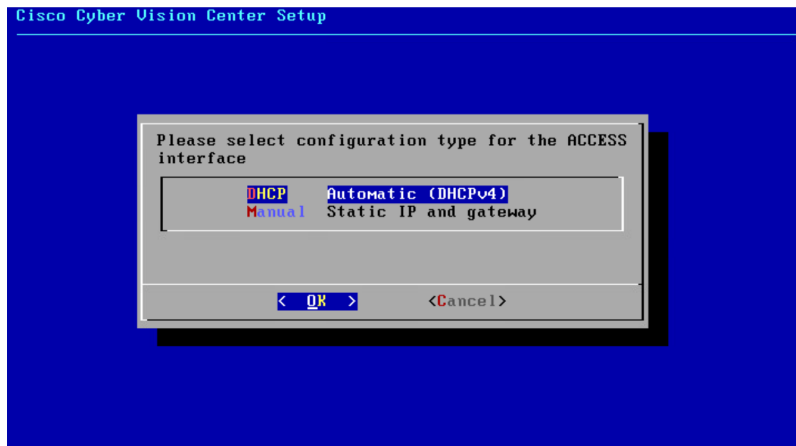 Cisco Cyber Vision Center Setup
Please select configuration type for the ACCESS
interface
DHCP Automatic (DHCPv4)
Manual Static IP and gateway
< OK > <Cancel>